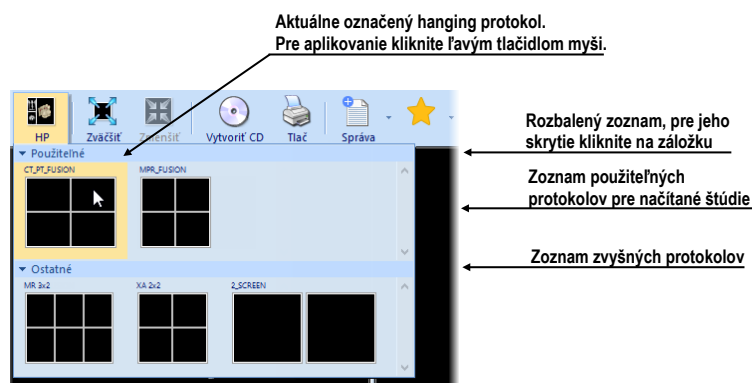 Aktuálne označený hanging protokol.
Pre aplikovanie kliknite ľavým tlačidlom myši.
HP
Zväčšiť
Zmenšiť
Vytvoriť CD
Tlač
Správa
Použiteľné
CT_PT_FUSION
MPR_FUSION
Ostatné
MR 3x2
XA 2x2
2_SCREEN
Rozbalený zoznam, pre jeho
skrytie kliknite na záložku
Zoznam použiteľných
protokolov pre načítané štúdie
Zoznam zvyšných protokolov